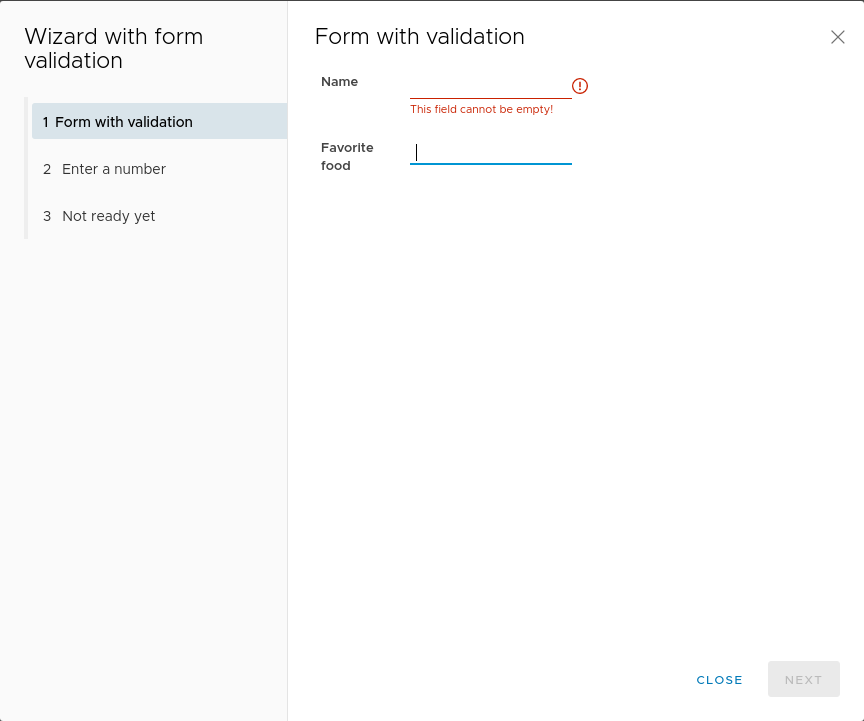 Wizard with form
validation
1 Form with validation
2 Enter a number
3 Not ready yet
Form with validation
Name
This field cannot be empty!
Favorite
food
CLOSE
NEXT